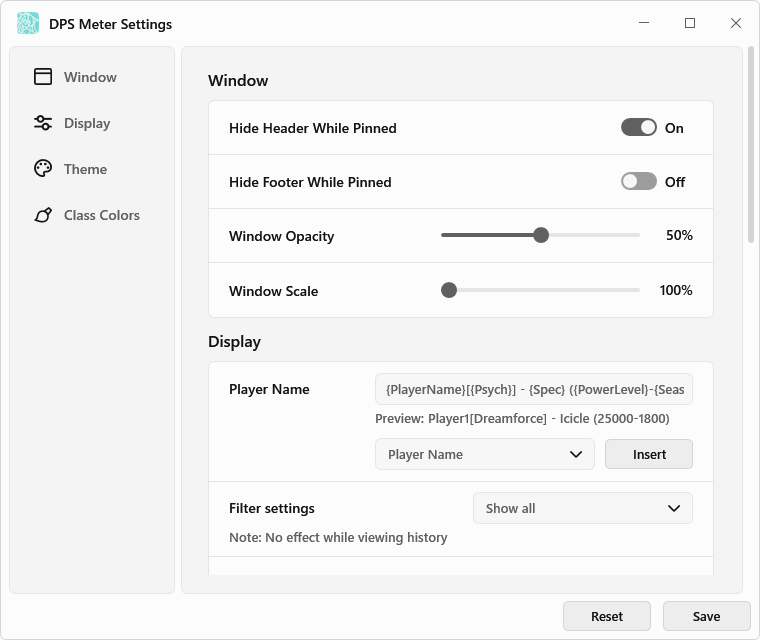 DPS Meter Settings
Window
Display
Theme
Class Colors
Window
Hide Header While Pinned
On
Hide Footer While Pinned
Off
Window Opacity
50%
Window Scale
100%
Display
Player Name
{PlayerName}[{Psych}] - {Spec} ({PowerLevel}-{Seas
Preview: Player1[Dreamforce] - Icicle (25000-1800)
Player Name
Insert
Filter settings
Show all
Note: No effect while viewing history
Reset
Save